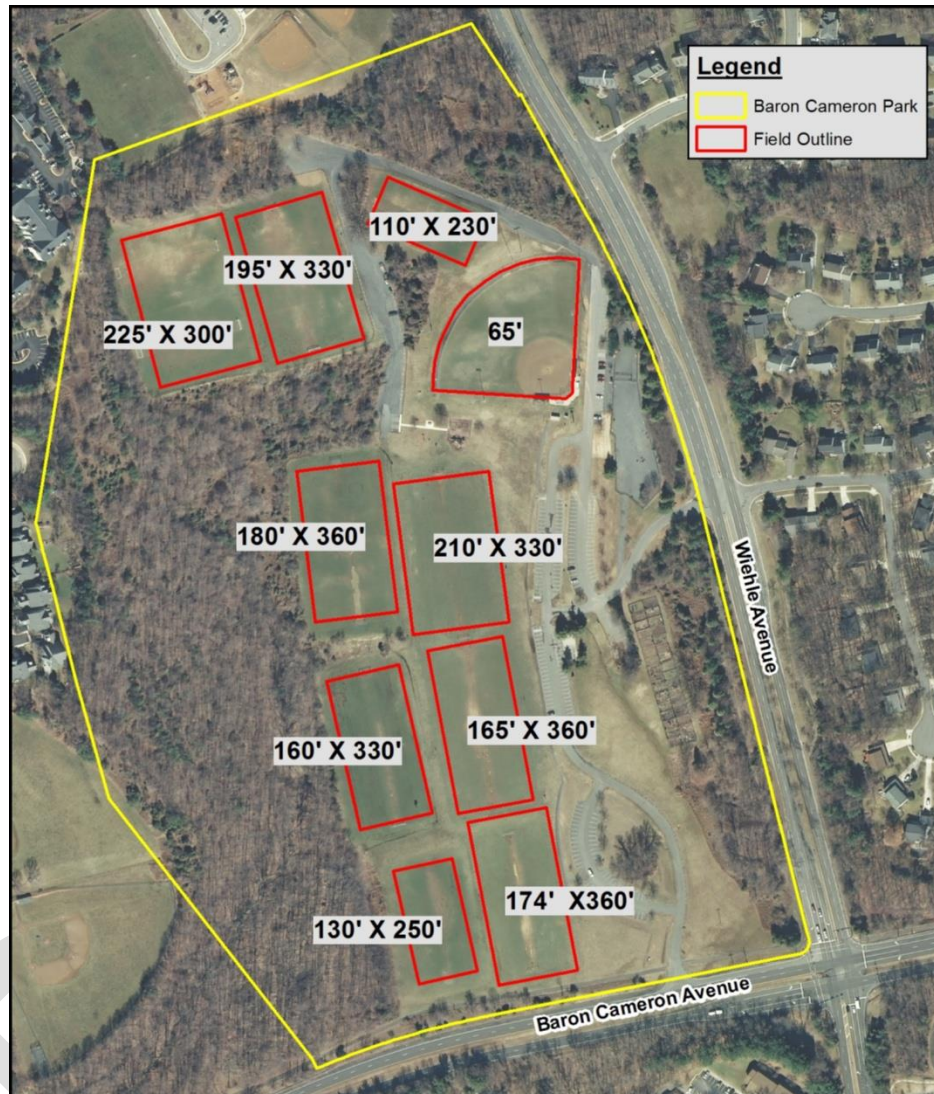 Legend
Baron Cameron Park
Field Outline
110' X 230'
195' X 330'
225' X 300'
65'
180' X 360'
210' X 330'
Wiehle Avenue
165' X 360'
160' X 330'
174'  X360'
130' X 250'
Baron Cameron Avenue